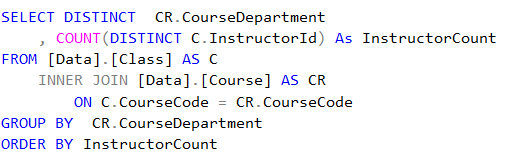 SELECT DISTINCT  CR.CourseDepartment
    , COUNT(DISTINCT C.InstructorId) As InstructorCount
FROM [Data].[Class] AS C
    INNER JOIN [Data].[Course] AS CR
        ON C.CourseCode = CR.CourseCode
GROUP BY  CR.CourseDepartment
ORDER BY InstructorCount